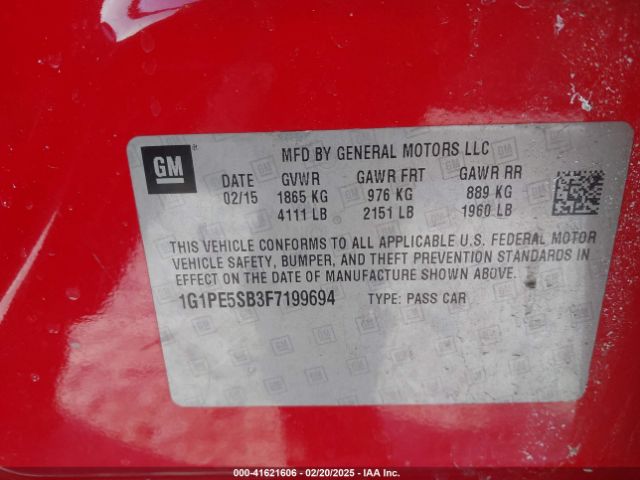 GM
MFD BY GENERAL MOTORS LLC
DATE GVWR GAWR FRT GAWR RR
02/15 1865 KG 976 KG 889 KG
4111 LB 2151 LB 1960 LB
THIS VEHICLE CONFORMS TO ALL APPLICABLE U.S. FEDERAL MOTOR
VEHICLE SAFETY, BUMPER, AND THEFT PREVENTION STANDARDS IN
EFFECT ON THE DATE OF MANUFACTURE SHOWN ABOVE.
1G1PE5SB3F7199694 TYPE: PASS CAR
000-41621606 - 02/20/2025 - IAA Inc.